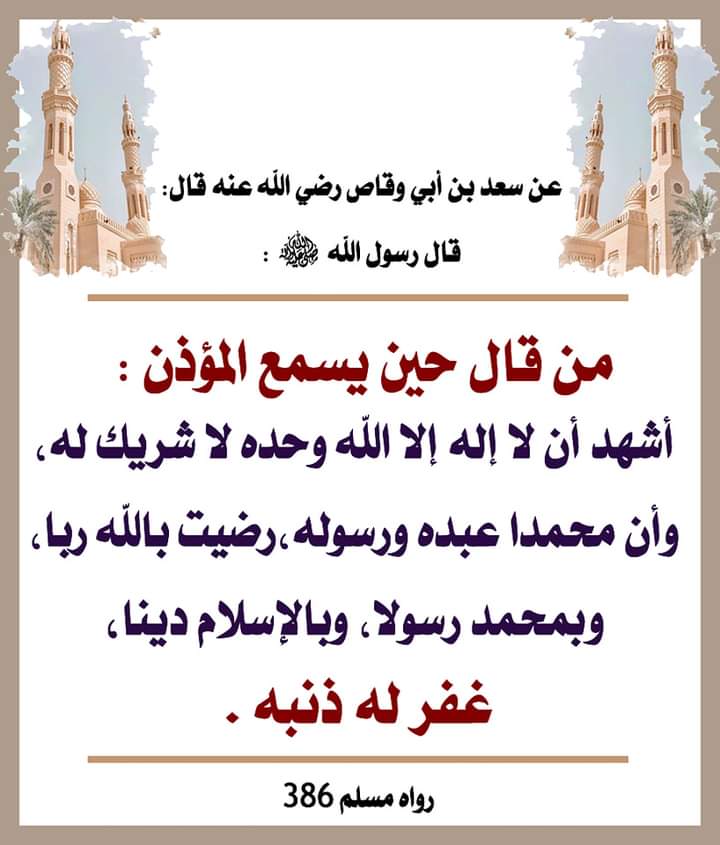 عن سعد بن أبي وقاص رضي الله عنه قال:
قال رسول الله ﷺ :
من قال حين يسمع المؤذن :
أشهد أن لا إله إلا الله وحده لا شريك له،
وأن محمدا عبده ورسوله،رضيت بالله ربا،
وبمحمد رسولا، وبالإسلام دينا،
غفر له ذنبه .
رواه مسلم 386